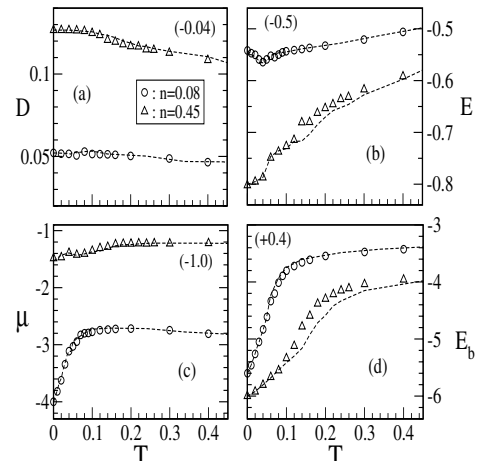 (-0.04)
0.1
D
(a)
: n=0.08
: n=0.45
0.05
(-0.5)
-0.5
-0.6
E
-0.7
(b)
-0.8
-1
(-1.0)
-2
μ
-3
(c)
-4
0 0.1 0.2 0.3 0.4
T
(+0.4)
-3
-4
E_b
-5
(d)
-6
0 0.1 0.2 0.3 0.4
T